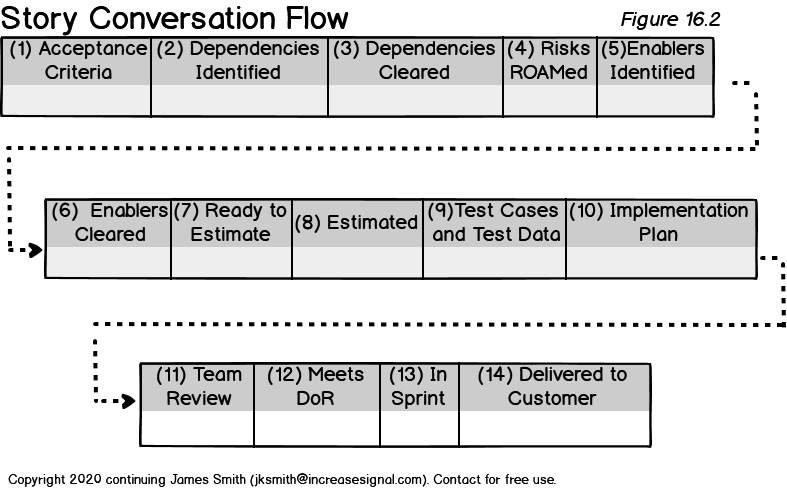 Story Conversation Flow
Figure 16.2
(1) Acceptance
Criteria
(2) Dependencies
Identified
(3) Dependencies
Cleared
(4) Risks
ROAMed
(5)Enablers
Identified
(6) Enablers
Cleared
(7) Ready to
Estimate
(8) Estimated
(9)Test Cases
and Test Data
(10) Implementation
Plan
(11) Team
Review
(12) Meets
DoR
(13) In
Sprint
(14) Delivered to
Customer
Copyright 2020 continuing James Smith (jksmith@increasesignal.com). Contact for free use.